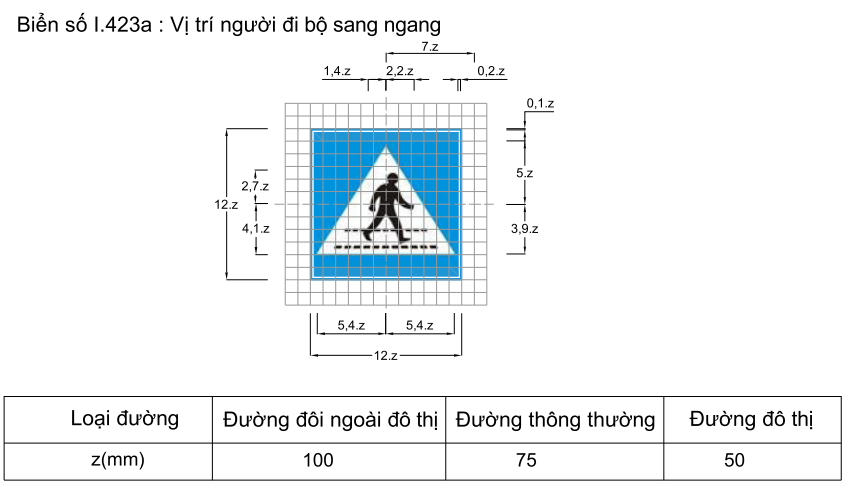 Biển số I.423a : Vị trí người đi bộ sang ngang
7.z
1,4.z 2,2.z 0,2.z
0,1.z
5.z
2,7.z
12.z
4,1.z 3,9.z
5,4.z 5,4.z
12.z
Loại đường Đường đôi ngoài đô thị Đường thông thường Đường đô thị
z(mm) 100 75 50